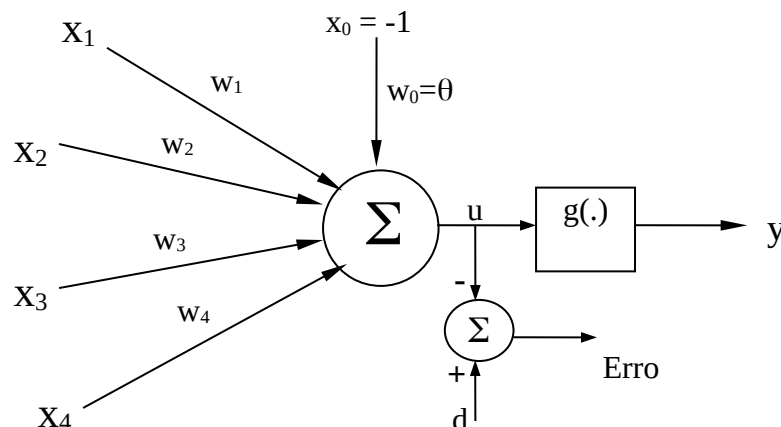 x₁
x₀ = -1
w₁
w₀=θ
x₂
w₂
Σ
u
g(.)
y
w₃
x₃
-
w₄
Σ
Erro
+
x₄
d